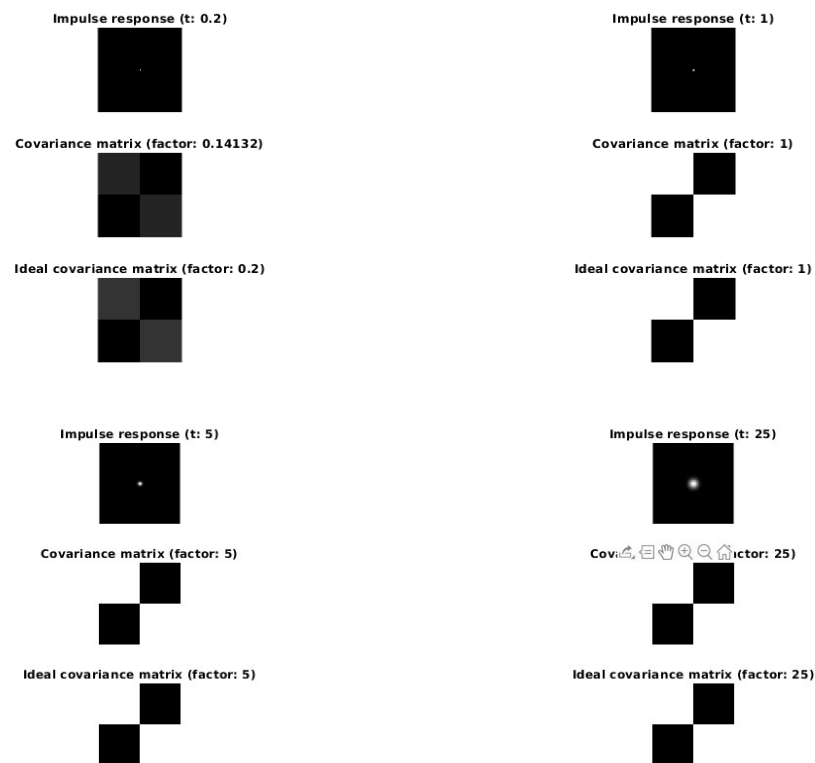 Impulse response (t: 0.2)
Impulse response (t: 1)
Covariance matrix (factor: 0.14132)
Covariance matrix (factor: 1)
Ideal covariance matrix (factor: 0.2)
Ideal covariance matrix (factor: 1)
Impulse response (t: 5)
Impulse response (t: 25)
Covariance matrix (factor: 5)
factor: 25)
Ideal covariance matrix (factor: 5)
Ideal covariance matrix (factor: 25)